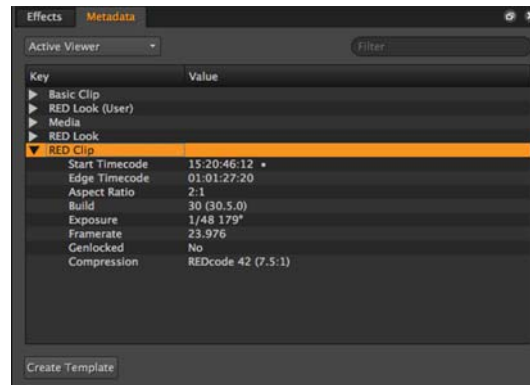 Effects Metadata
Active Viewer Filter
Key Value
Basic Clip
RED Look (User)
Media
RED Look
RED Clip
Start Timecode 15:20:46:12
Edge Timecode 01:01:27:20
Aspect Ratio 2:1
Build 30 (30.5.0)
Exposure 1/48 179°
Framerate 23.976
Genlocked No
Compression REDcode 42 (7.5:1)
Create Template